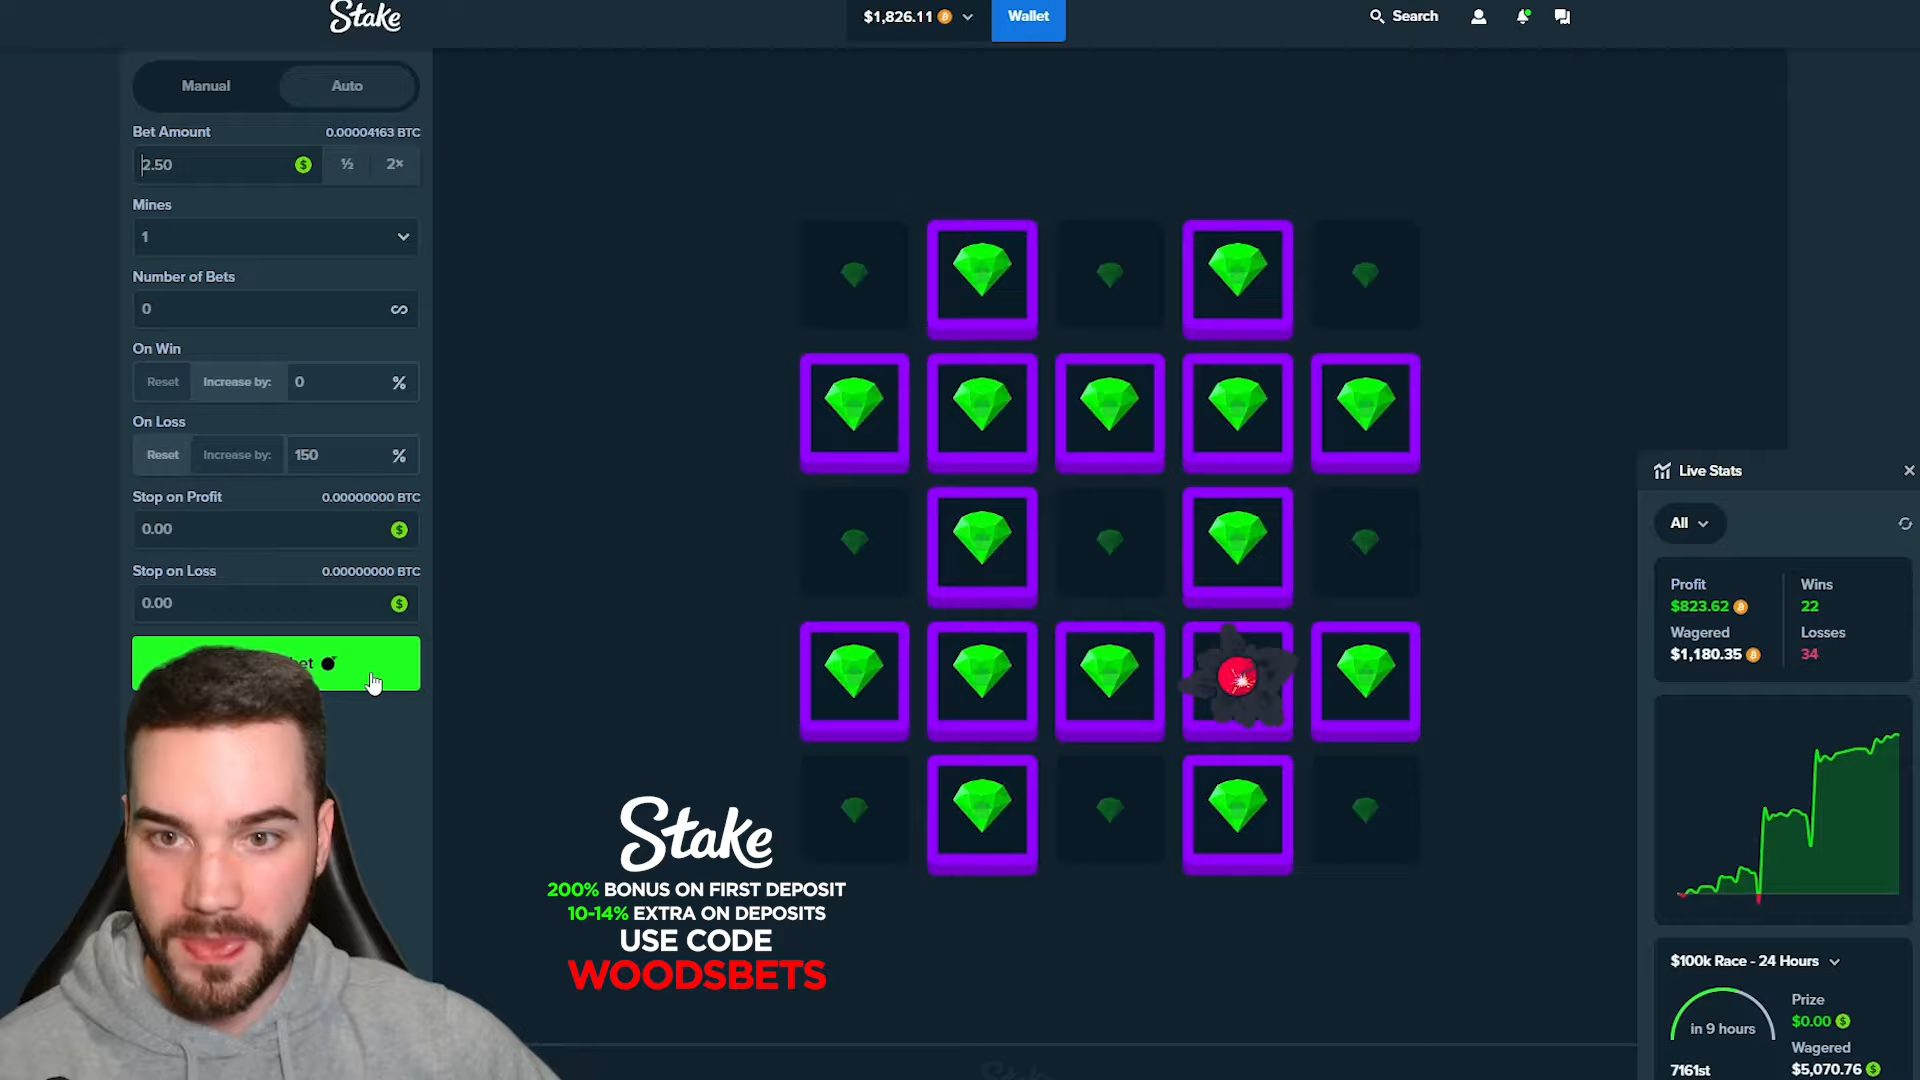 Stake
$1,826.11
Wallet
Search
Manual
Auto
Bet Amount
0.00004163 BTC
2.50
½
2×
Mines
1
Number of Bets
0
On Win
Reset
Increase by:
0
%
On Loss
Reset
Increase by:
150
%
Stop on Profit
0.00000000 BTC
0.00
Stop on Loss
0.00000000 BTC
0.00
Live Stats
All
Profit
Wins
$823.62
22
Wagered
Losses
$1,180.35
34
$100k Race - 24 Hours
in 9 hours
Prize
$0.00
Wagered
7161st
$5,070.76
Stake
200% BONUS ON FIRST DEPOSIT
10-14% EXTRA ON DEPOSITS
USE CODE
WOODSBETS